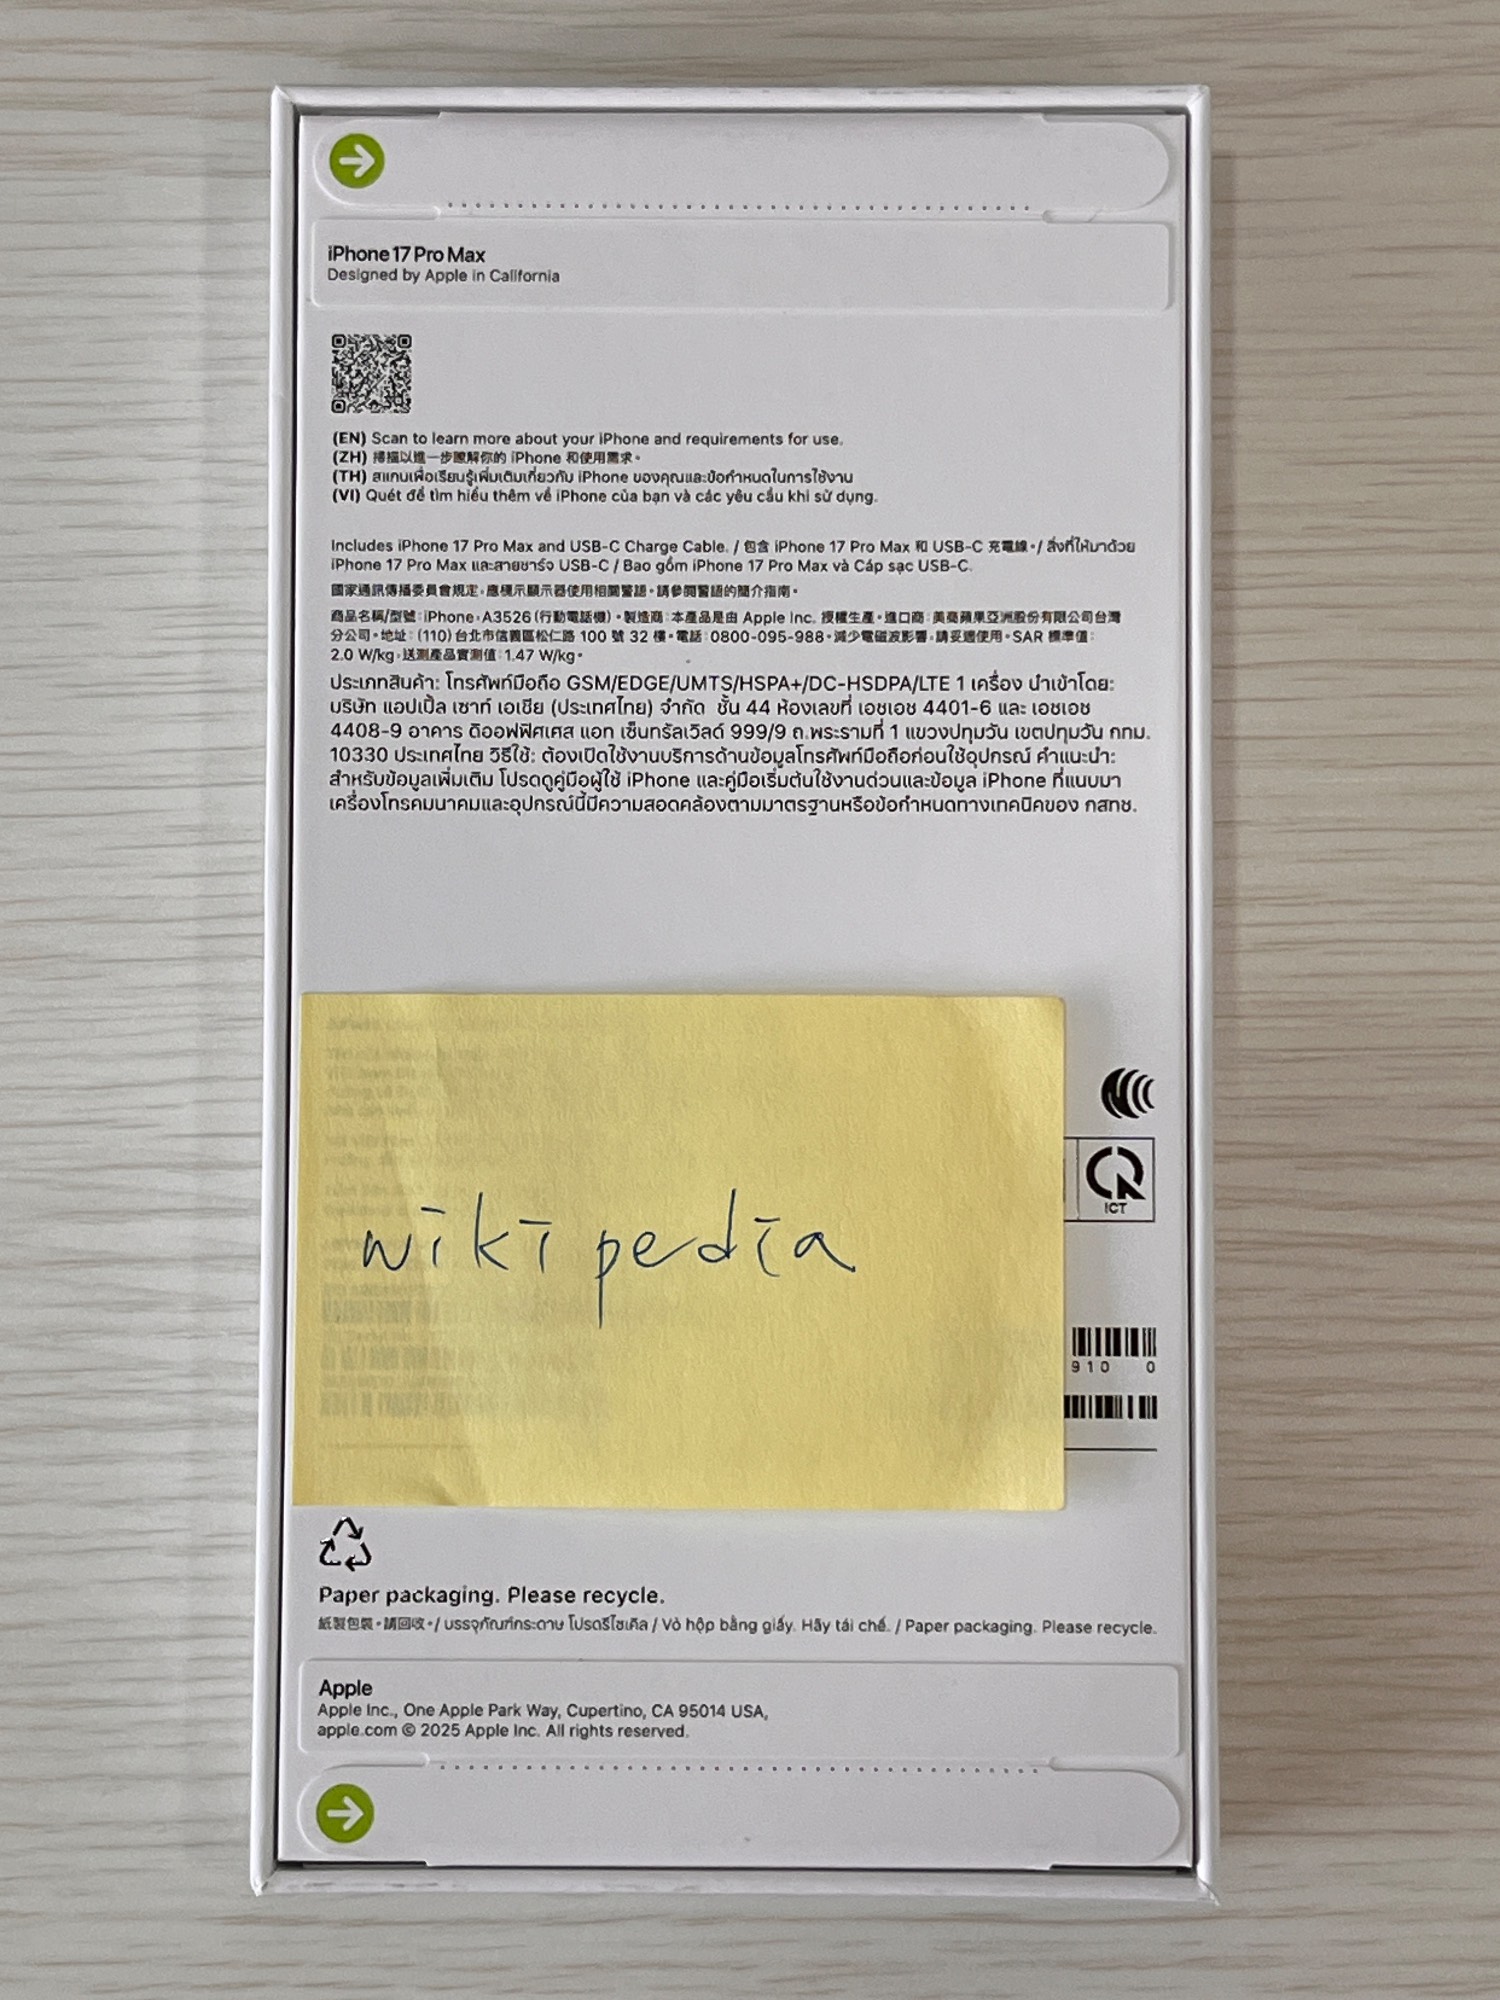 iPhone 17 Pro Max
Designed by Apple in California
(EN) Scan to learn more about your iPhone and requirements for use.
(ZH) 掃描以進一步瞭解你的 iPhone 和使用需求。
(TH) สแกนเพื่อเรียนรู้เพิ่มเติมเกี่ยวกับ iPhone ของคุณและข้อกำหนดในการใช้งาน
(VI) Quét để tìm hiểu thêm về iPhone của bạn và các yêu cầu khi sử dụng.
Includes iPhone 17 Pro Max and USB-C Charge Cable. / 包含 iPhone 17 Pro Max 和 USB-C 充電線。/ สิ่งที่ให้มาด้วย
iPhone 17 Pro Max และสายชาร์จ USB-C / Bao gồm iPhone 17 Pro Max và Cáp sạc USB-C.
國家通訊傳播委員會規定，應標示顯示器使用相關警語。請參閱警語的簡介指南。
商品名稱/型號：iPhone，A3526 (行動電話機)。製造商：本產品是由 Apple Inc. 授權生產。進口商：美商蘋果亞洲股份有限公司台灣
分公司。地址：(110) 台北市信義區松仁路 100 號 32 樓。電話：0800-095-988。減少電磁波影響，請妥適使用。SAR 標準值：
2.0 W/kg，送測產品實測值：1.47 W/kg。
ประเภทสินค้า: โทรศัพท์มือถือ GSM/EDGE/UMTS/HSPA+/DC-HSDPA/LTE 1 เครื่อง นำเข้าโดย:
บริษัท แอปเปิ้ล เซาท์ เอเชีย (ประเทศไทย) จำกัด ชั้น 44 ห้องเลขที่ เอชเอช 4401-6 และ เอชเอช
4408-9 อาคาร ดิออฟฟิศเศส แอท เซ็นทรัลเวิลด์ 999/9 ถ.พระรามที่ 1 แขวงปทุมวัน เขตปทุมวัน กทม.
10330 ประเทศไทย วิธีใช้: ต้องเปิดใช้งานบริการด้านข้อมูลโทรศัพท์มือถือก่อนใช้อุปกรณ์ คำแนะนำ:
สำหรับข้อมูลเพิ่มเติม โปรดดูคู่มือผู้ใช้ iPhone และคู่มือเริ่มต้นใช้งานด่วนและข้อมูล iPhone ที่แนบมา
เครื่องโทรคมนาคมและอุปกรณ์นี้มีความสอดคล้องตามมาตรฐานหรือข้อกำหนดทางเทคนิคของ กสทช.
ICT
wikipedia
910 0
Paper packaging. Please recycle.
紙製包裝。請回收。/ บรรจุภัณฑ์กระดาษ โปรดรีไซเคิล / Vỏ hộp bằng giấy. Hãy tái chế. / Paper packaging. Please recycle.
Apple
Apple Inc., One Apple Park Way, Cupertino, CA 95014 USA,
apple.com © 2025 Apple Inc. All rights reserved.